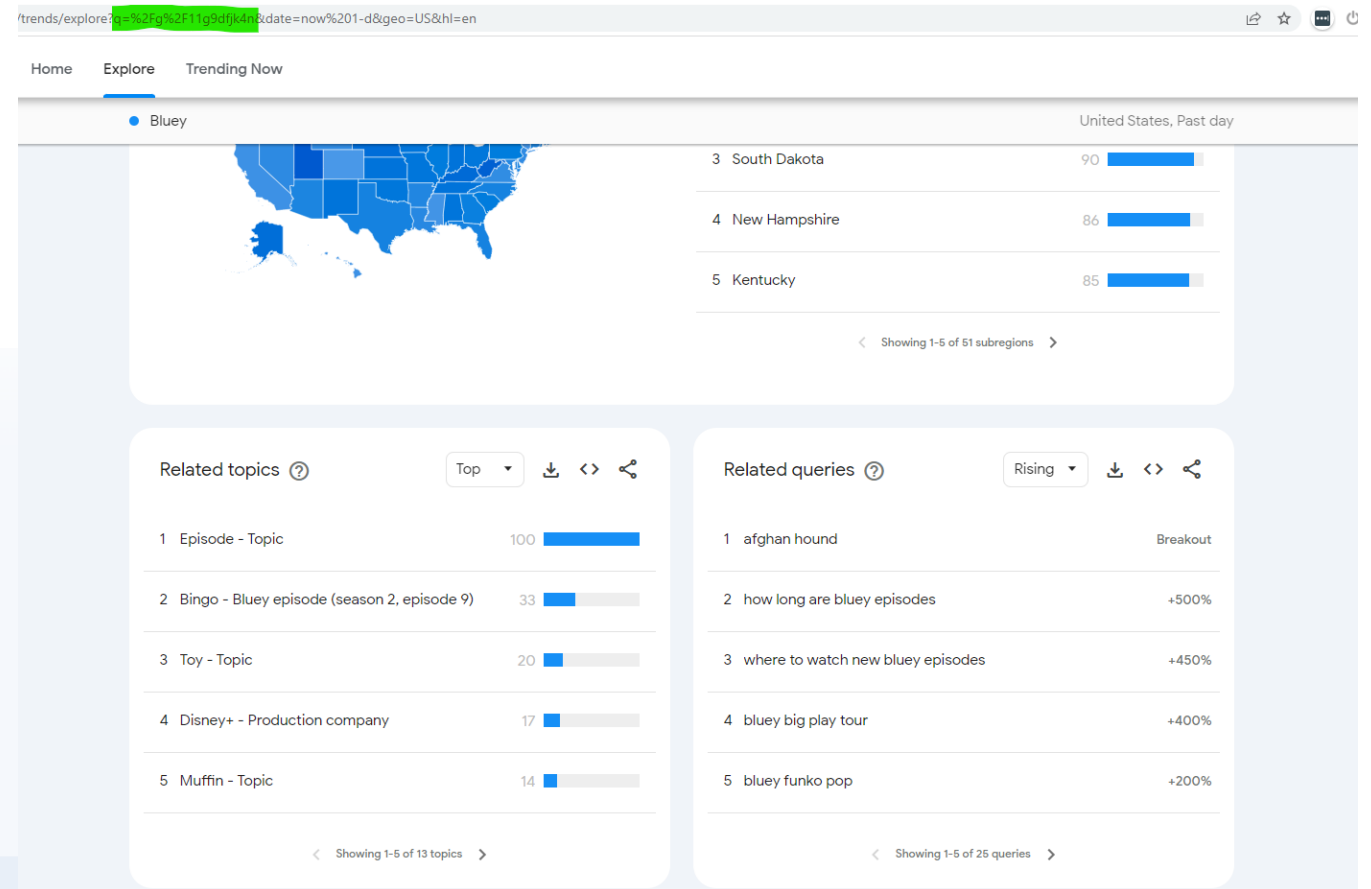 /trends/explore?q=%2Fg%2F11g9dfjk4n&date=now%201-d&geo=US&hl=en
Home Explore Trending Now
Bluey United States, Past day
3 South Dakota 90
4 New Hampshire 86
5 Kentucky 85
Showing 1-5 of 51 subregions
Related topics Top
1 Episode - Topic 100
2 Bingo - Bluey episode (season 2, episode 9) 33
3 Toy - Topic 20
4 Disney+ - Production company 17
5 Muffin - Topic 14
Showing 1-5 of 13 topics
Related queries Rising
1 afghan hound Breakout
2 how long are bluey episodes +500%
3 where to watch new bluey episodes +450%
4 bluey big play tour +400%
5 bluey funko pop +200%
Showing 1-5 of 25 queries